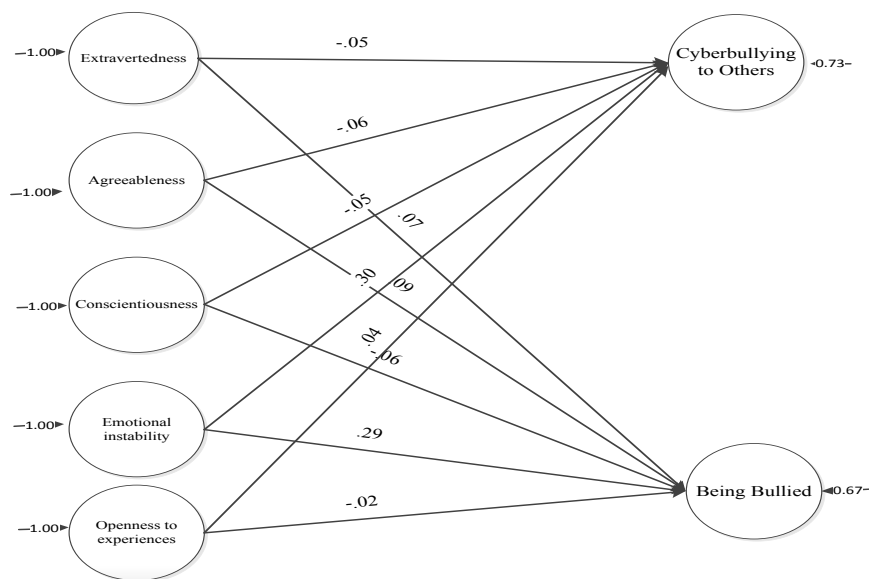 -.05
Cyberbullying
to Others
0.73
1.00
Extravertedness
-.06
1.00
Agreeableness
-.05
.07
1.00
Conscientiousness
.30
.09
.04
-.06
1.00
Emotional
instability
.29
Being Bullied
0.67
-.02
1.00
Openness to
experiences